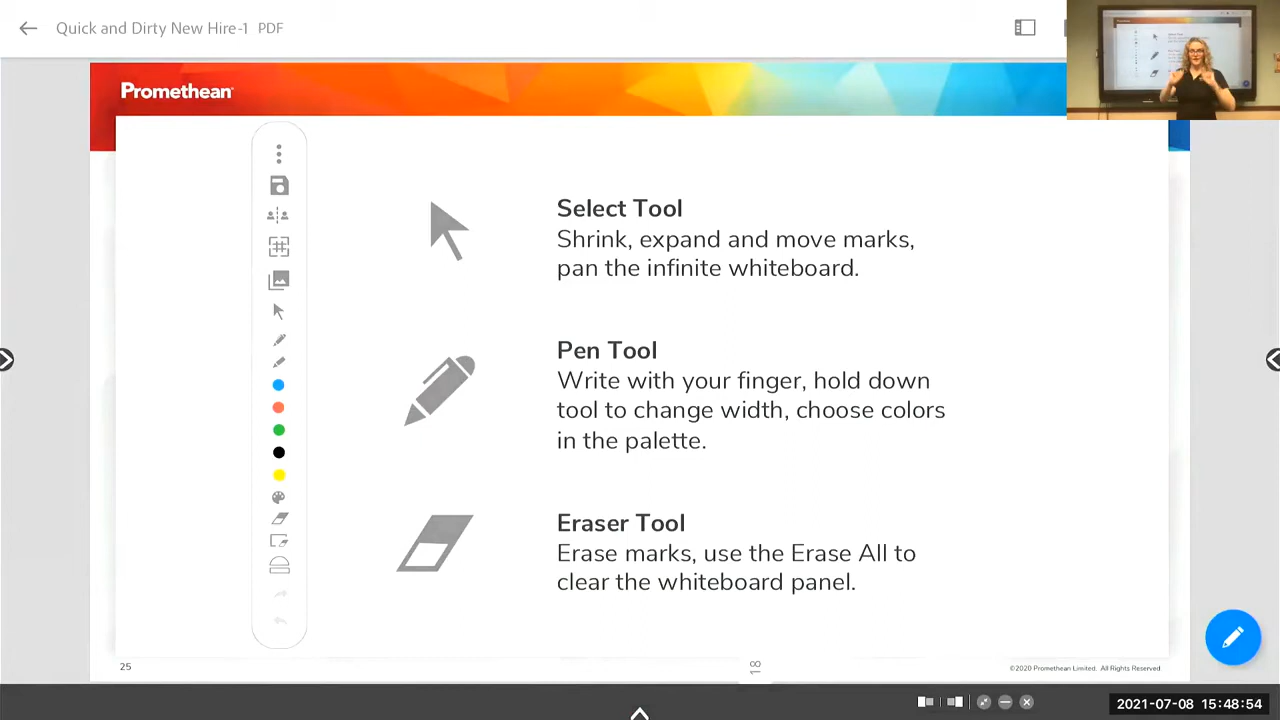 Quick and Dirty New Hire-1 PDF
Promethean
Select Tool
Shrink, expand and move marks,
pan the infinite whiteboard.
Pen Tool
Write with your finger, hold down
tool to change width, choose colors
in the palette.
Eraser Tool
Erase marks, use the Erase All to
clear the whiteboard panel.
25
18
©2020 Promethean Limited. All Rights Reserved
2021-07-08 15:48:54